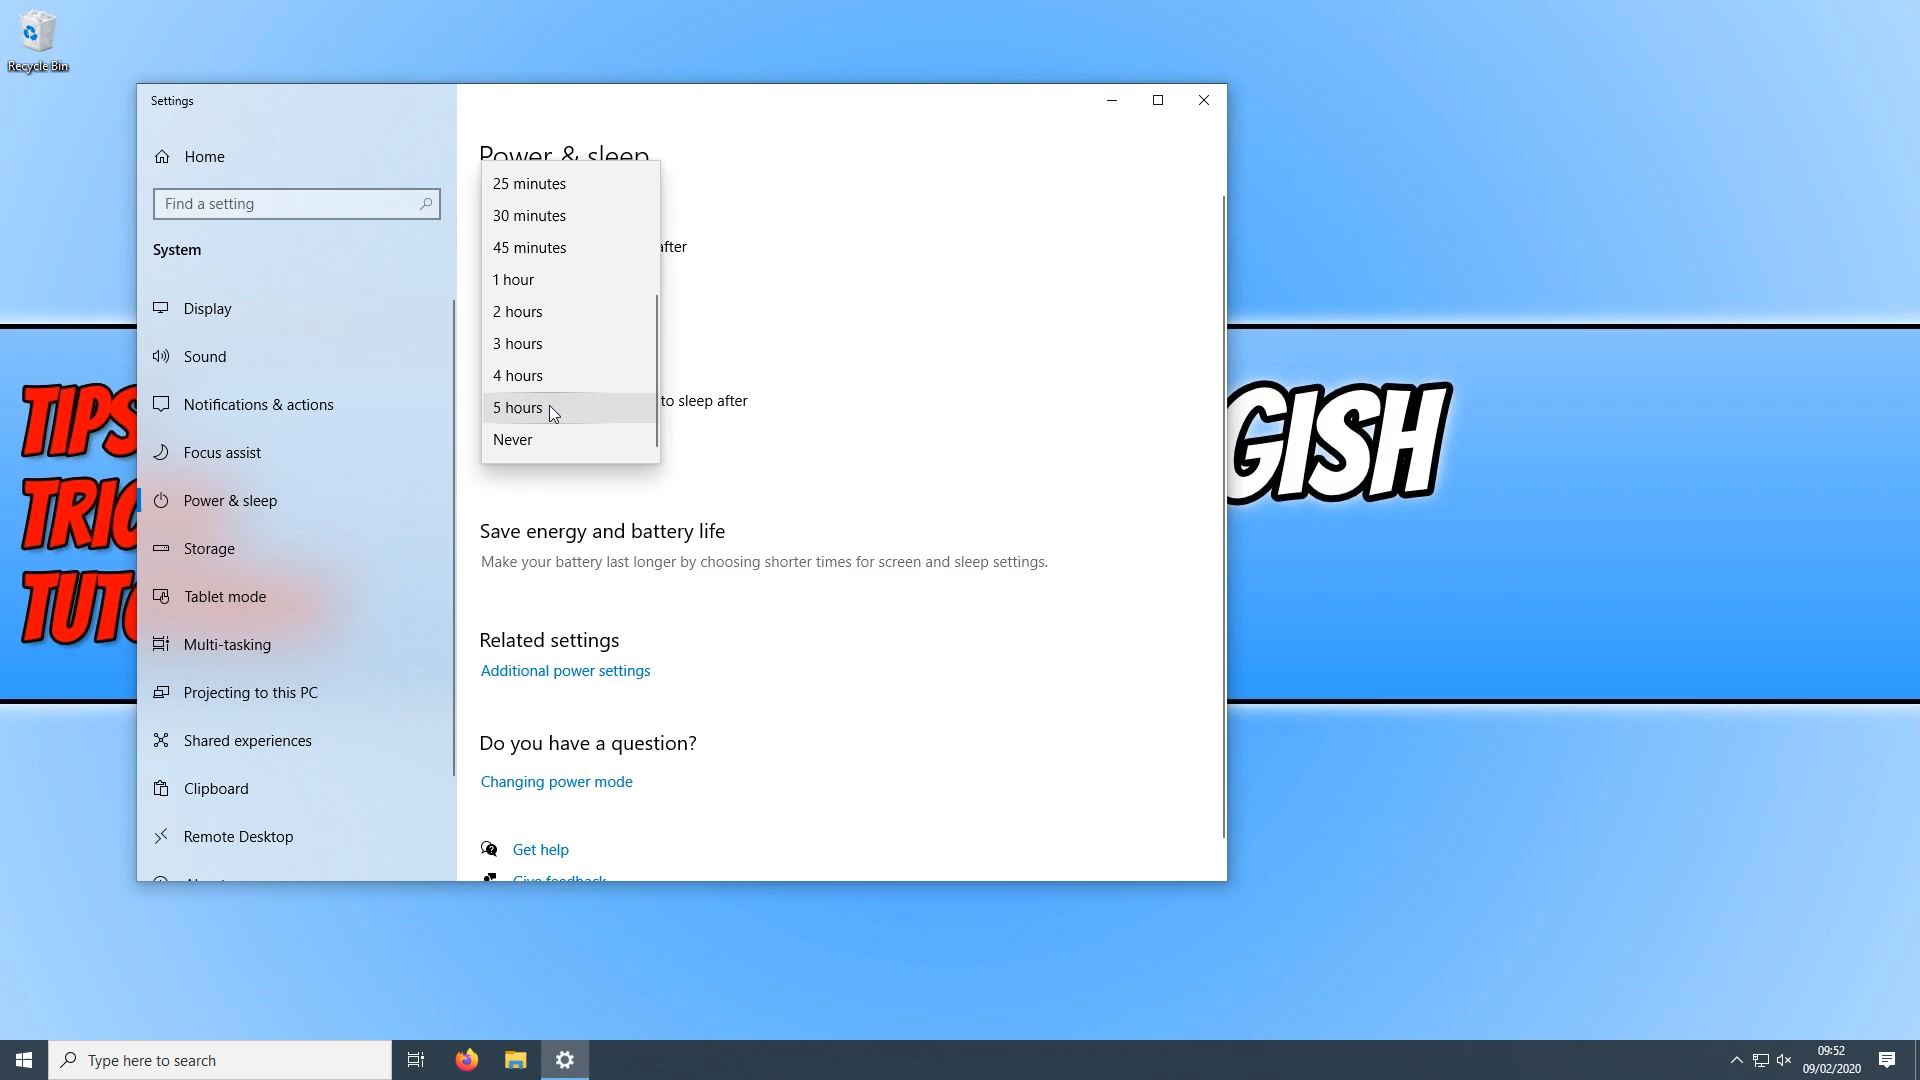 Recycle Bin
Settings
Home
Find a setting
System
Display
Sound
Notifications & actions
Focus assist
Power & sleep
Storage
Tablet mode
Multi-tasking
Projecting to this PC
Shared experiences
Clipboard
Remote Desktop
Power & sleep
25 minutes
30 minutes
45 minutes
after
1 hour
2 hours
3 hours
4 hours
5 hours
to sleep after
Never
Save energy and battery life
Make your battery last longer by choosing shorter times for screen and sleep settings.
Related settings
Additional power settings
Do you have a question?
Changing power mode
Get help
Give feedback
TIPS
TRIC
TUT
GISH
Type here to search
09:52
09/02/2020